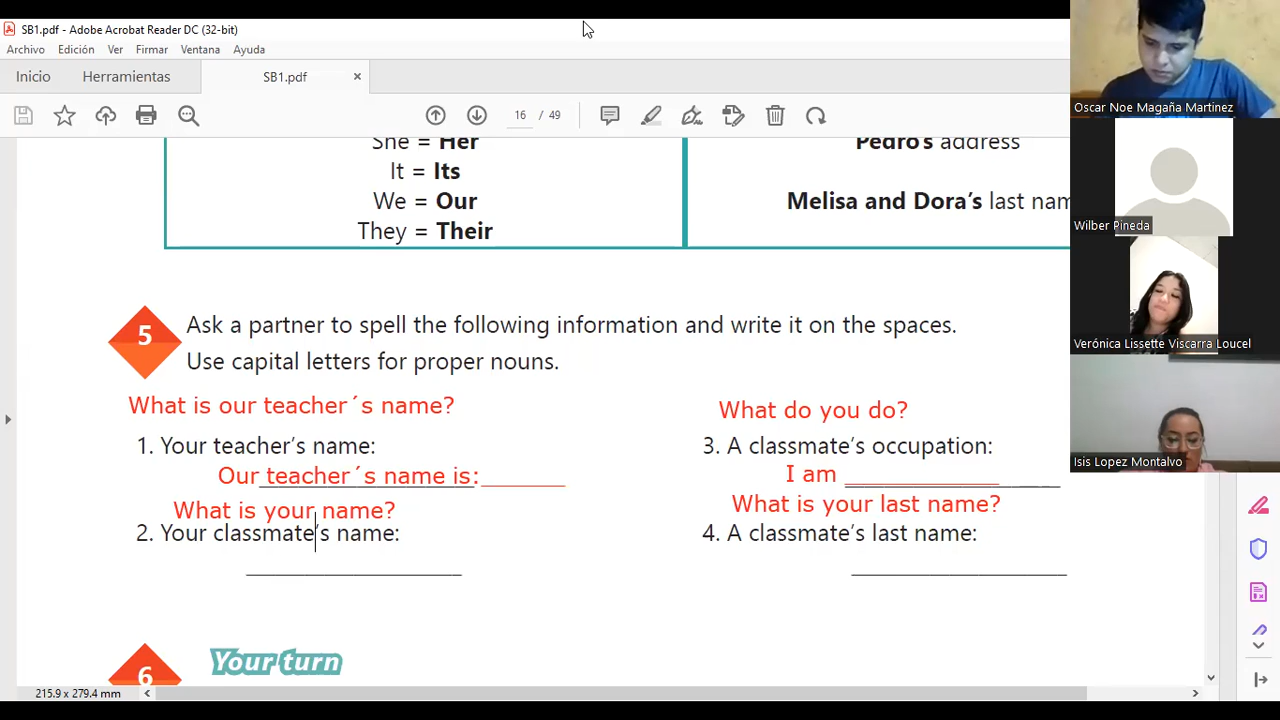 SB1.pdf - Adobe Acrobat Reader DC (32-bit)
Archivo Edición Ver Firmar Ventana Ayuda
Inicio Herramientas SB1.pdf ×
16 / 49
She = Her
It = Its
We = Our
They = Their
Pedro's address
Melisa and Dora's last nam
5 Ask a partner to spell the following information and write it on the spaces.
Use capital letters for proper nouns.
What is our teacher´s name?
1. Your teacher's name:
Our teacher´s name is:_______
What is your name?
2. Your classmate's name:
What do you do?
3. A classmate's occupation:
I am _____________
What is your last name?
4. A classmate's last name:
6 Your turn
215.9 x 279.4 mm
Oscar Noe Magaña Martinez
Wilber Pineda
Verónica Lissette Viscarra Loucel
Isis Lopez Montalvo